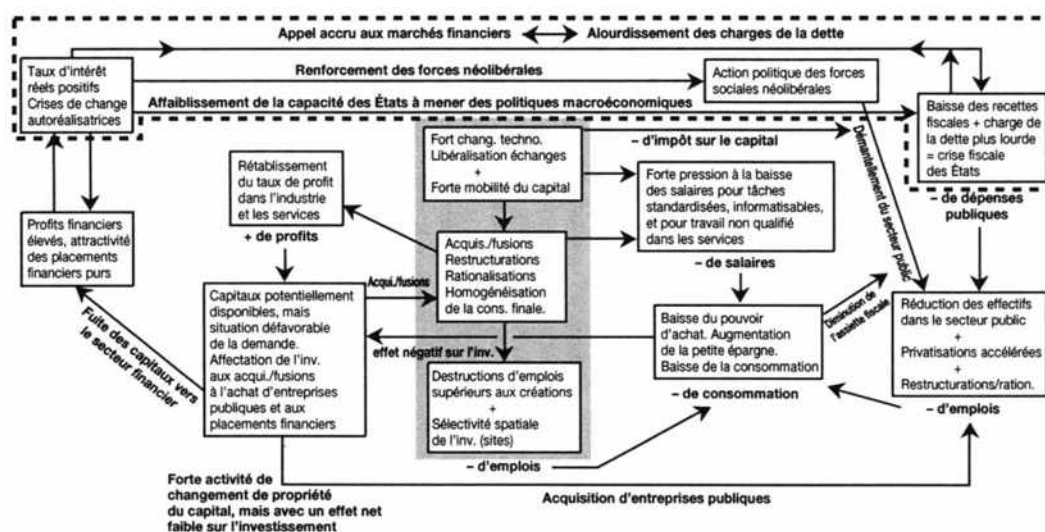 Appel accru aux marchés financiers
Alourdissement des charges de la dette
Taux d'intérêt
réels positifs
Crises de change
autoréalisatrices
Renforcement des forces néolibérales
Action politique des forces
sociales néolibérales
Affaiblissement de la capacité des États à mener des politiques macroéconomiques
Baisse des recettes
fiscales + charge de
la dette plus lourde
= crise fiscale
des États
– de dépenses
publiques
Fort chang. techno.
Libéralisation échanges
+
Forte mobilité du capital
– d'impôt sur le capital
Démantellement du secteur public
Rétablissement
du taux de profit
dans l'industrie
et les services
+ de profits
Forte pression à la baisse
des salaires pour tâches
standardisées, informatisables,
et pour travail non qualifié
dans les services
– de salaires
Profits financiers
élevés, attractivité
des placements
financiers purs
Acquis./fusions
Restructurations
Rationalisations
Homogénéisation
de la cons. finale.
Acqui./fusions
Capitaux potentiellement
disponibles, mais
situation défavorable
de la demande.
Affectation de l'inv.
aux acqui./fusions
à l'achat d'entreprises
publiques et aux
placements financiers
Fuite des capitaux vers
le secteur financier
effet négatif sur l'inv.
Baisse du pouvoir
d'achat. Augmentation
de la petite épargne.
Baisse de la consommation
– de consommation
Diminution de
l'assiette fiscale
Réduction des effectifs
dans le secteur public
+
Privatisations accélérées
+
Restructurations/ration.
– d'emplois
Destructions d'emplois
supérieurs aux créations
+
Sélectivité spatiale
de l'inv. (sites)
– d'emplois
Forte activité de
changement de propriété
du capital, mais avec un effet net
faible sur l'investissement
Acquisition d'entreprises publiques